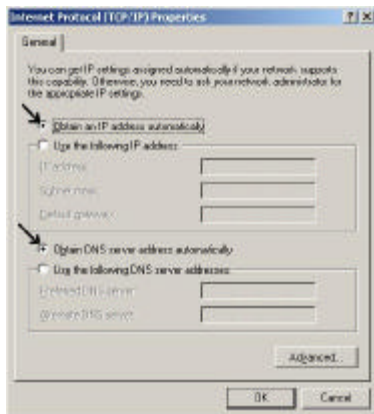 Internet Protocol (TCP/IP) Properties
General
You can get IP settings assigned automatically if your network supports
this capability. Otherwise, you need to ask your network administrator for
the appropriate IP settings.
Obtain an IP address automatically
Use the following IP address:
IP address:
Subnet mask:
Default gateway:
Obtain DNS server address automatically
Use the following DNS server addresses:
Preferred DNS server:
Alternate DNS server:
Advanced...
OK
Cancel